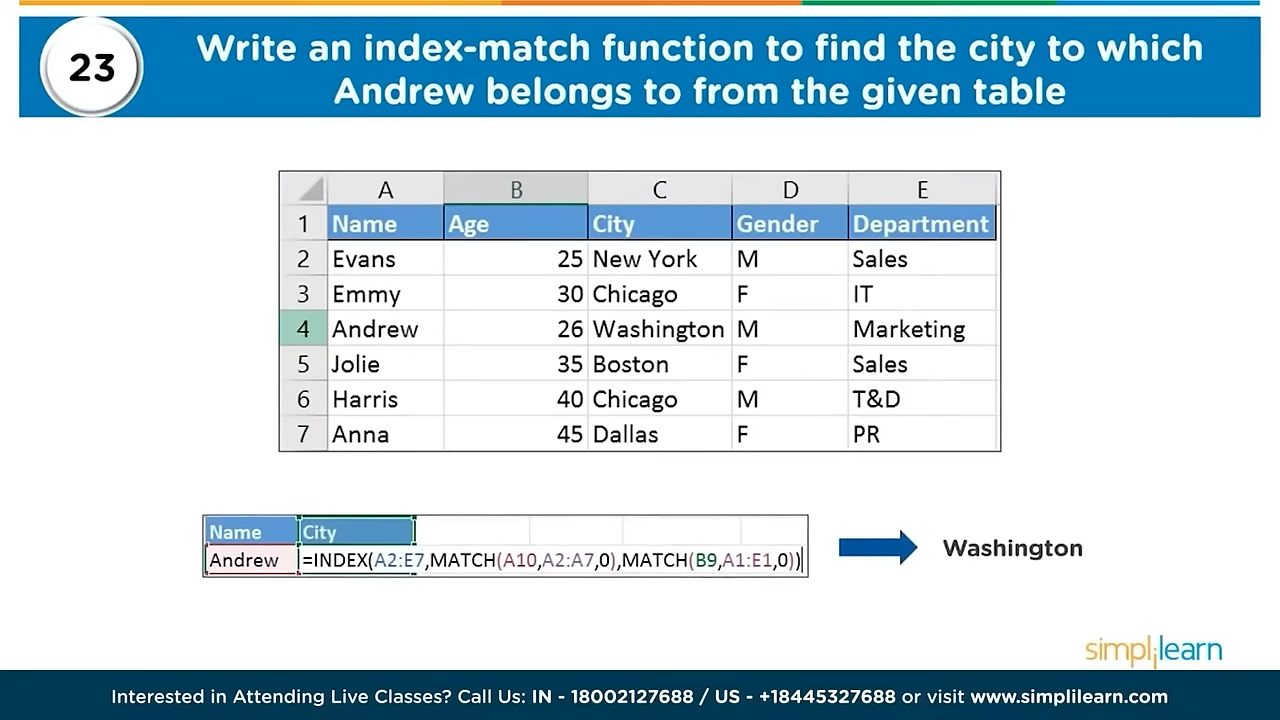 23
Write an index-match function to find the city to which
Andrew belongs to from the given table
A B C D E
1 Name Age City Gender Department
2 Evans 25 New York M Sales
3 Emmy 30 Chicago F IT
4 Andrew 26 Washington M Marketing
5 Jolie 35 Boston F Sales
6 Harris 40 Chicago M T&D
7 Anna 45 Dallas F PR
Name City
Andrew =INDEX(A2:E7,MATCH(A10,A2:A7,0),MATCH(B9,A1:E1,0))
Washington
simplilearn
Interested in Attending Live Classes? Call Us: IN - 18002127688 / US - +18445327688 or visit www.simplilearn.com